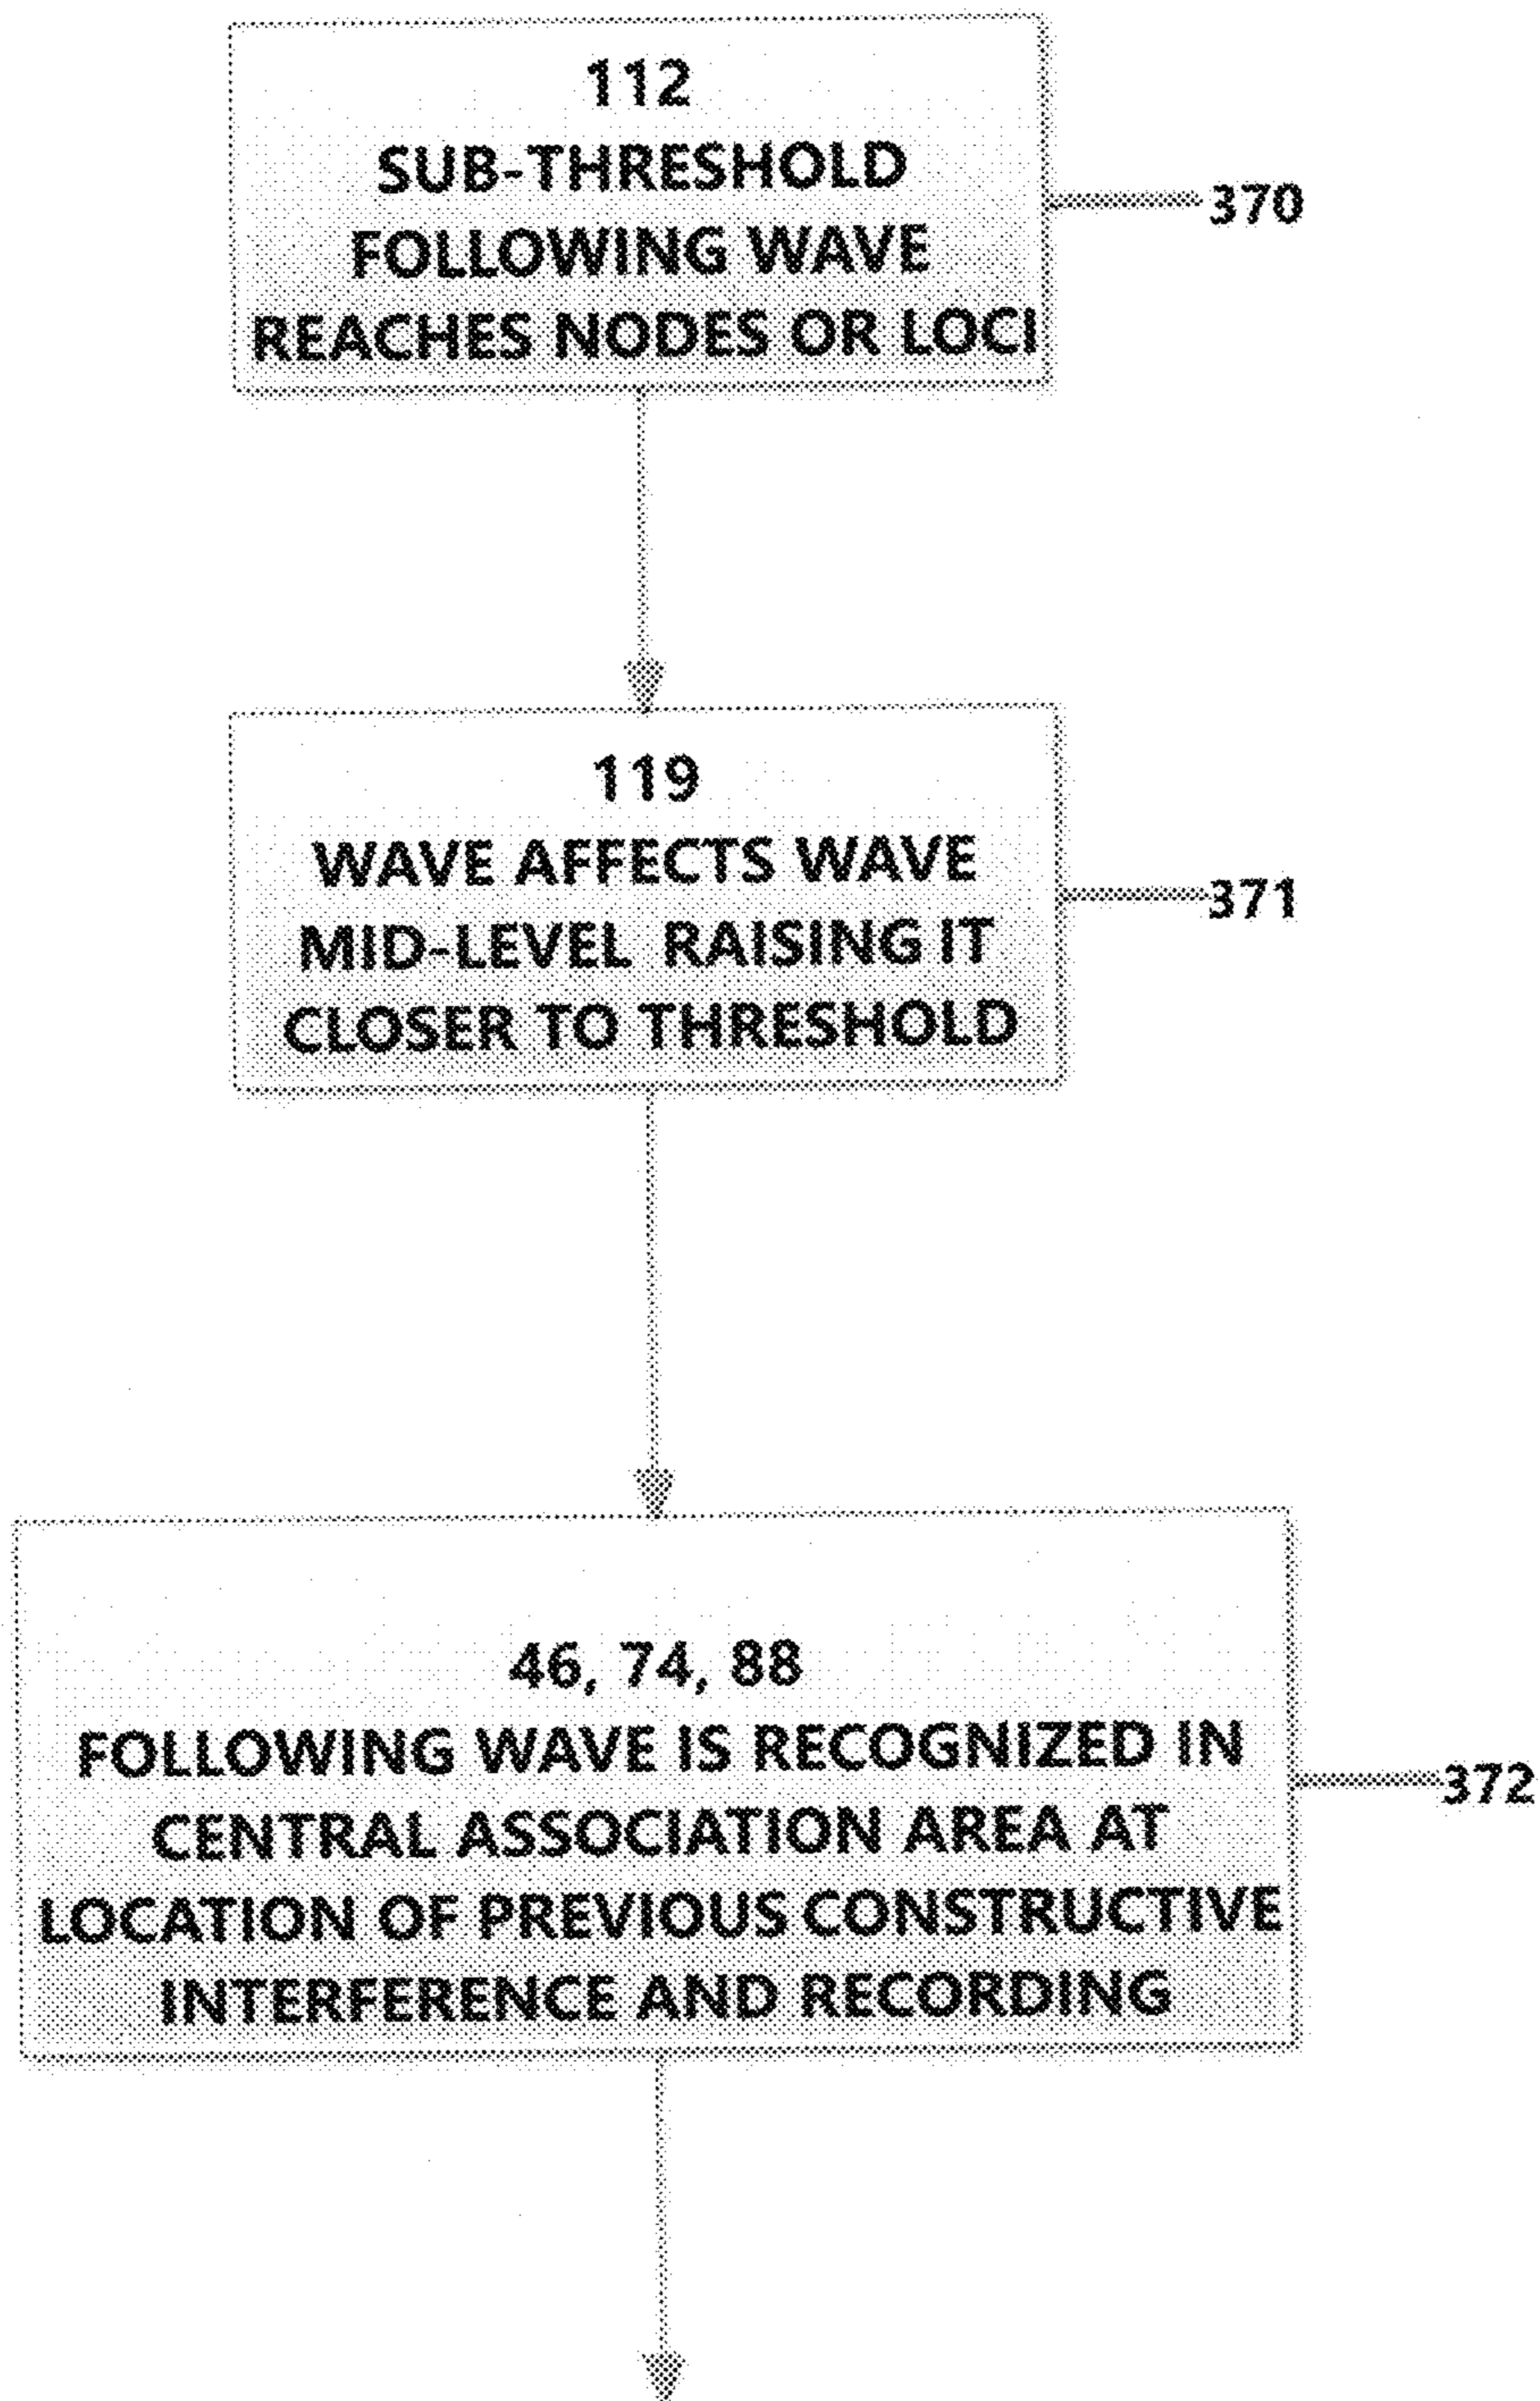 112
SUB-THRESHOLD
FOLLOWING WAVE
REACHES NODES OR LOCI
370
119
WAVE AFFECTS WAVE
MID-LEVEL RAISING IT
CLOSER TO THRESHOLD
371
46, 74, 88
FOLLOWING WAVE IS RECOGNIZED IN
CENTRAL ASSOCIATION AREA AT
LOCATION OF PREVIOUS CONSTRUCTIVE
INTERFERENCE AND RECORDING
372